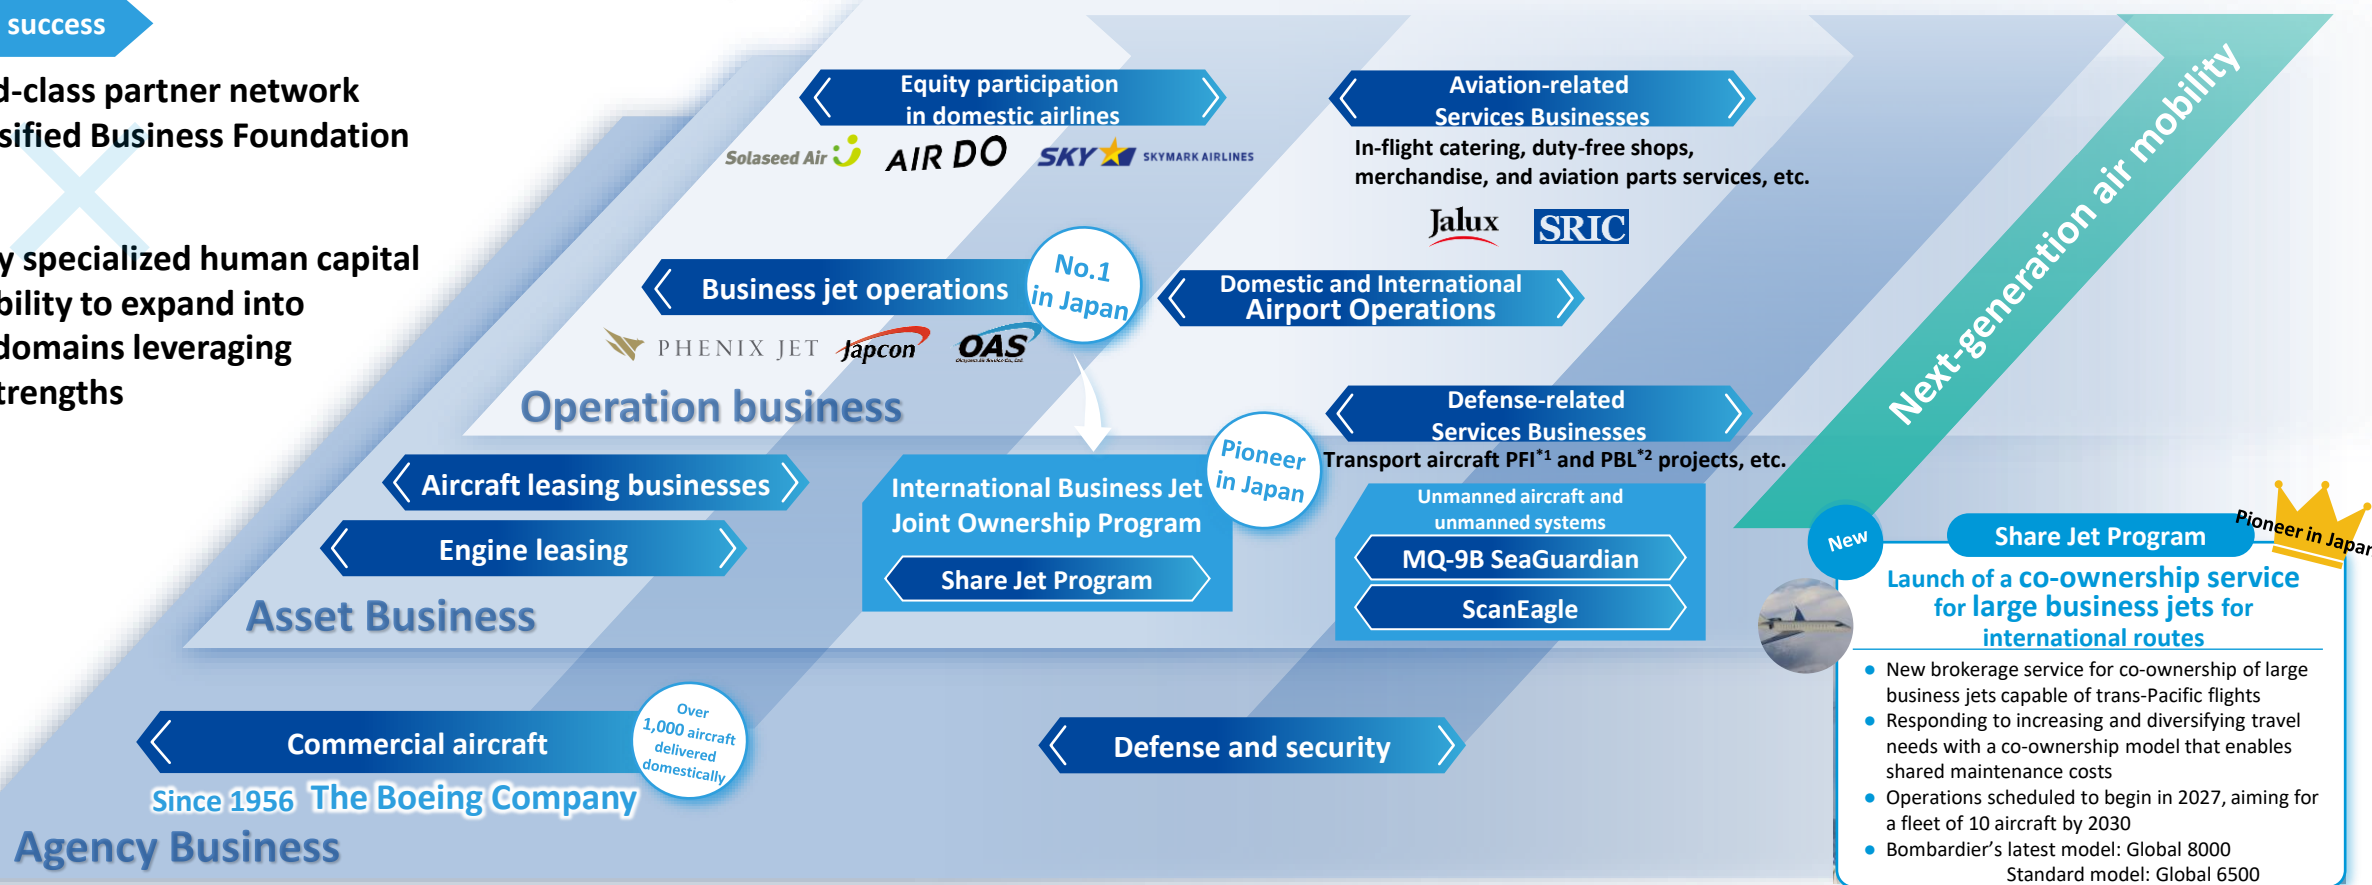 success
d-class partner network
sified Business Foundation
y specialized human capital
bility to expand into
domains leveraging
trengths
Equity participation
in domestic airlines
Solaseed Air
AIR DO
SKY SKYMARK AIRLINES
Aviation-related
Services Businesses
In-flight catering, duty-free shops,
merchandise, and aviation parts services, etc.
Jalux
SRIC
Business jet operations
No.1
in Japan
PHENIX JET
Japcon
OAS
Domestic and International
Airport Operations
Operation business
Next-generation air mobility
Defense-related
Services Businesses
Transport aircraft PFI*1 and PBL*2 projects, etc.
Aircraft leasing businesses
Engine leasing
Asset Business
International Business Jet
Joint Ownership Program
Share Jet Program
Pioneer
in Japan
Unmanned aircraft and
unmanned systems
MQ-9B SeaGuardian
ScanEagle
Commercial aircraft
Over
1,000 aircraft
delivered
domestically
Since 1956 The Boeing Company
Defense and security
Agency Business
New
Share Jet Program
Pioneer in Japan
Launch of a co-ownership service
for large business jets for
international routes
● New brokerage service for co-ownership of large
business jets capable of trans-Pacific flights
● Responding to increasing and diversifying travel
needs with a co-ownership model that enables
shared maintenance costs
● Operations scheduled to begin in 2027, aiming for
a fleet of 10 aircraft by 2030
● Bombardier’s latest model: Global 8000
Standard model: Global 6500